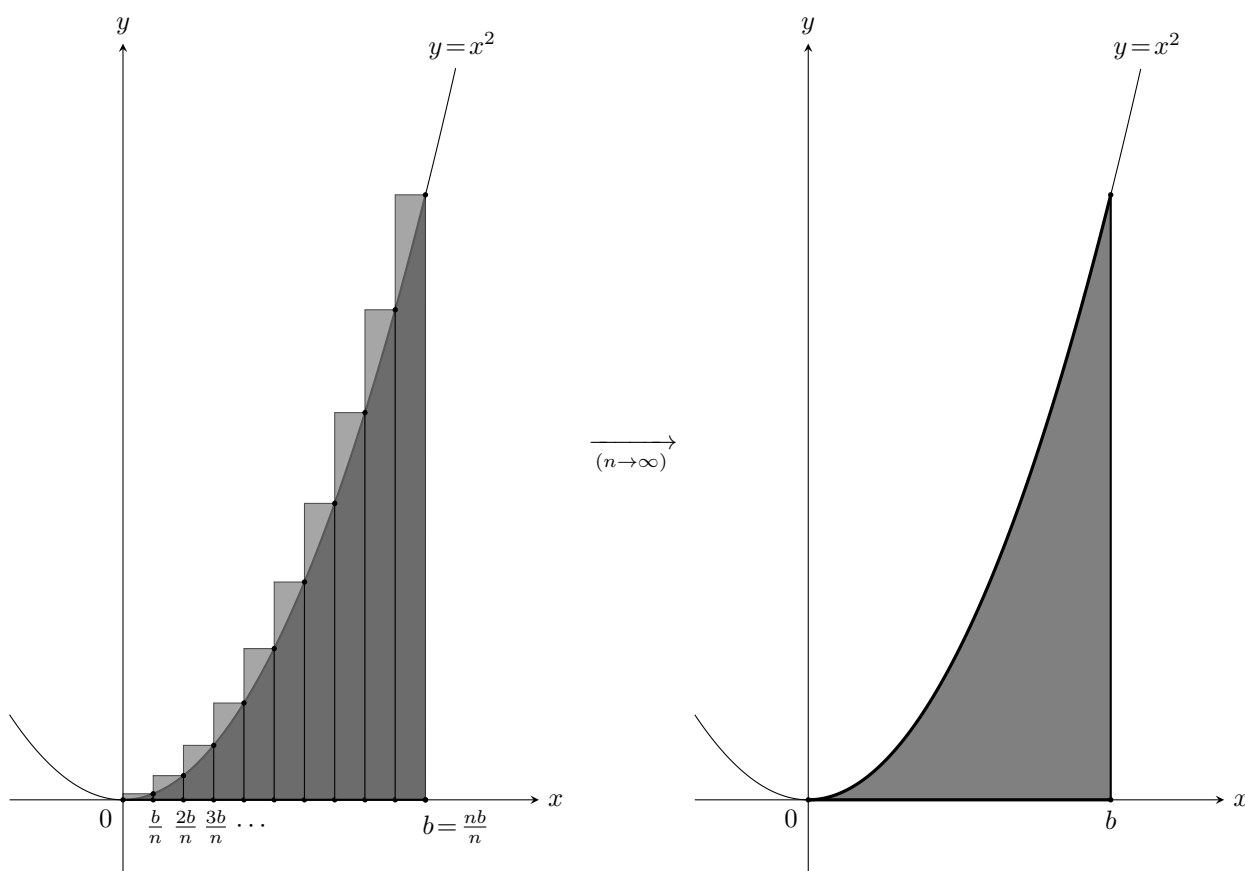 y
y=x²
0
b/n 2b/n 3b/n ⋯ b=nb/n
x
(n→∞)
y
y=x²
0
b
x